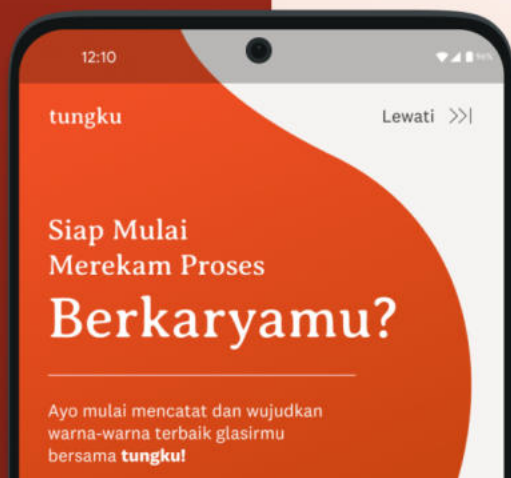 12:10
tungku
Lewati
Siap Mulai
Merekam Proses
Berkaryamu?
Ayo mulai mencatat dan wujudkan
warna-warna terbaik glasirmu
bersama tungku!